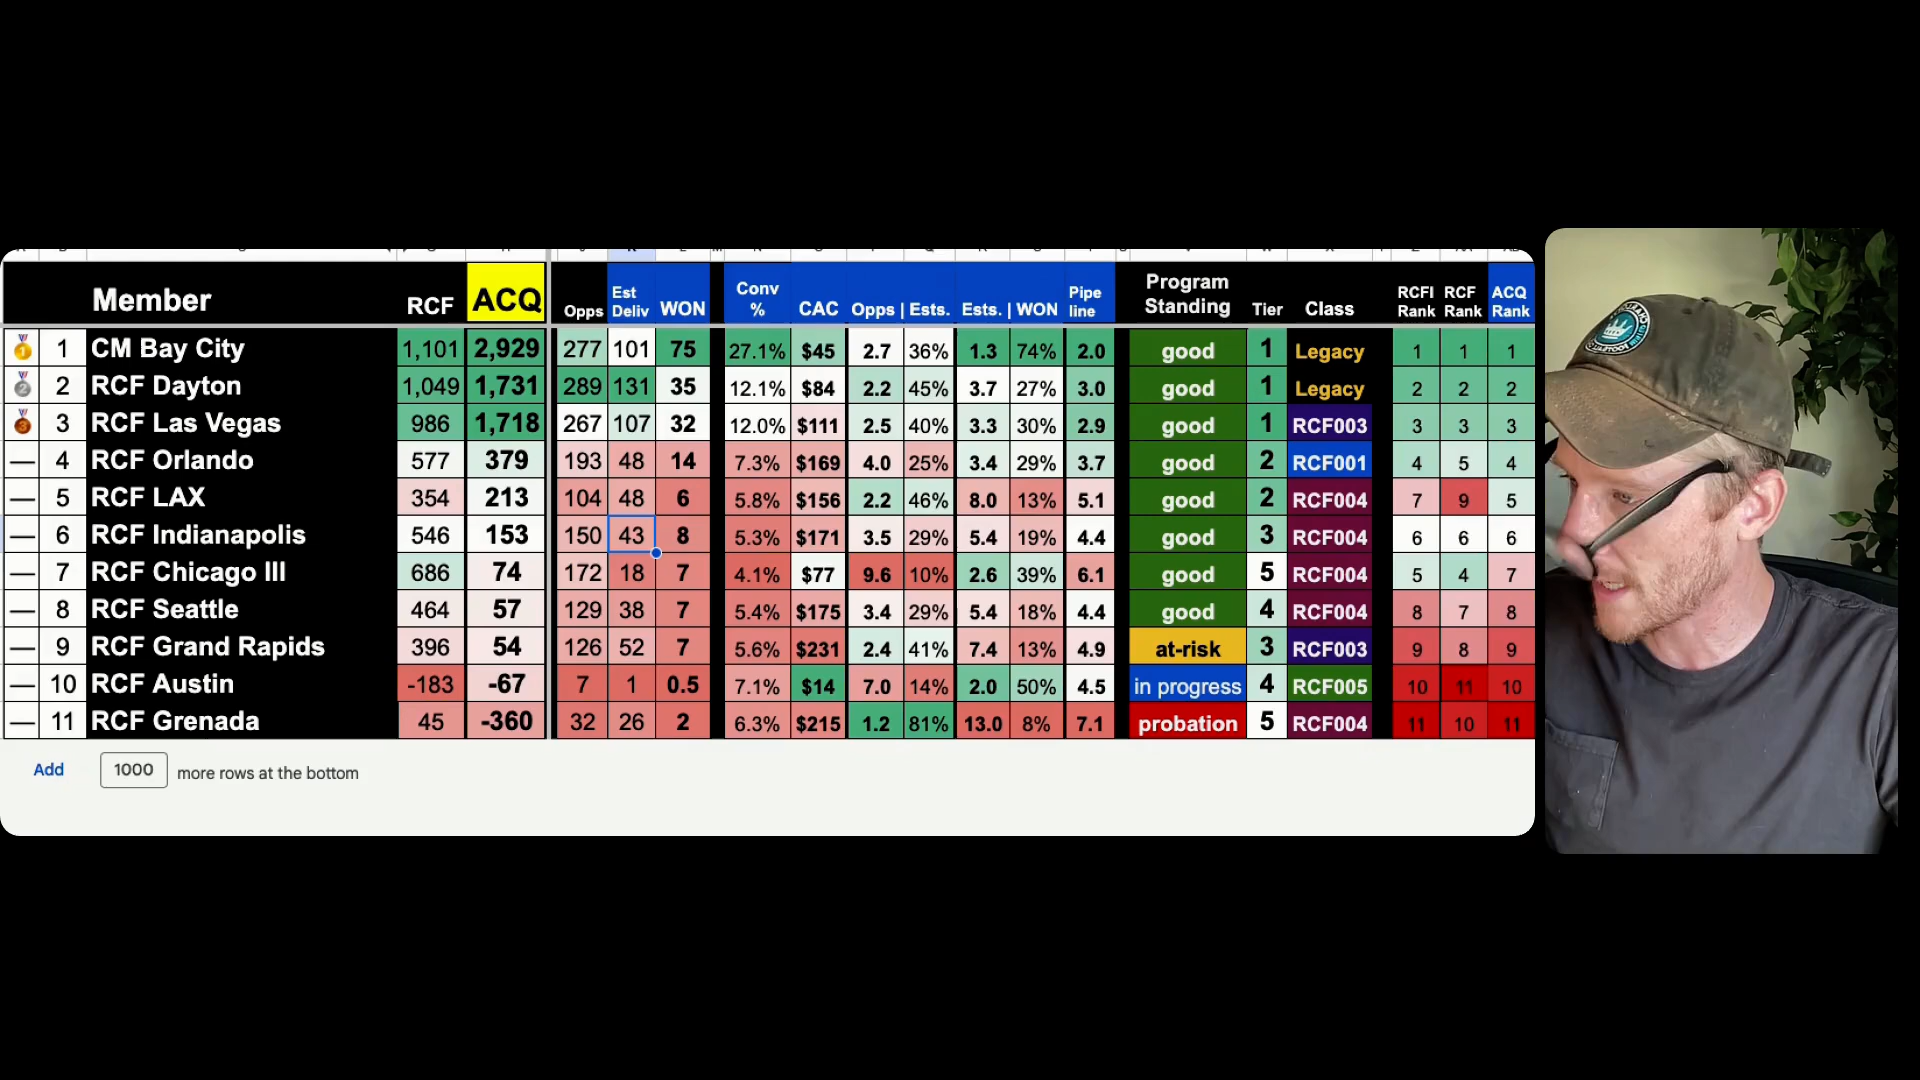 Member RCF ACQ Opps Est Deliv WON Conv % CAC Opps | Ests. Ests. | WON Pipe line Program Standing Tier Class RCFI Rank RCF Rank ACQ Rank
1 CM Bay City 1,101 2,929 277 101 75 27.1% $45 2.7 36% 1.3 74% 2.0 good 1 Legacy 1 1 1
2 RCF Dayton 1,049 1,731 289 131 35 12.1% $84 2.2 45% 3.7 27% 3.0 good 1 Legacy 2 2 2
3 RCF Las Vegas 986 1,718 267 107 32 12.0% $111 2.5 40% 3.3 30% 2.9 good 1 RCF003 3 3 3
— 4 RCF Orlando 577 379 193 48 14 7.3% $169 4.0 25% 3.4 29% 3.7 good 2 RCF001 4 5 4
— 5 RCF LAX 354 213 104 48 6 5.8% $156 2.2 46% 8.0 13% 5.1 good 2 RCF004 7 9 5
— 6 RCF Indianapolis 546 153 150 43 8 5.3% $171 3.5 29% 5.4 19% 4.4 good 3 RCF004 6 6 6
— 7 RCF Chicago III 686 74 172 18 7 4.1% $77 9.6 10% 2.6 39% 6.1 good 5 RCF004 5 4 7
— 8 RCF Seattle 464 57 129 38 7 5.4% $175 3.4 29% 5.4 18% 4.4 good 4 RCF004 8 7 8
— 9 RCF Grand Rapids 396 54 126 52 7 5.6% $231 2.4 41% 7.4 13% 4.9 at-risk 3 RCF003 9 8 9
— 10 RCF Austin -183 -67 7 1 0.5 7.1% $14 7.0 14% 2.0 50% 4.5 in progress 4 RCF005 10 11 10
— 11 RCF Grenada 45 -360 32 26 2 6.3% $215 1.2 81% 13.0 8% 7.1 probation 5 RCF004 11 10 11
Add 1000 more rows at the bottom